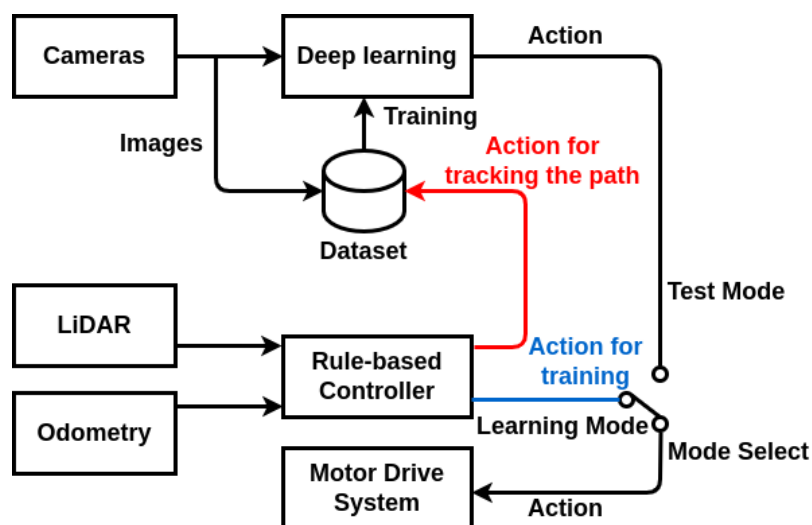 Cameras
Deep learning
Action
Images
Training
Action for
tracking the path
Dataset
LiDAR
Test Mode
Rule-based
Controller
Action for
training
Odometry
Learning Mode
Mode Select
Motor Drive
System
Action